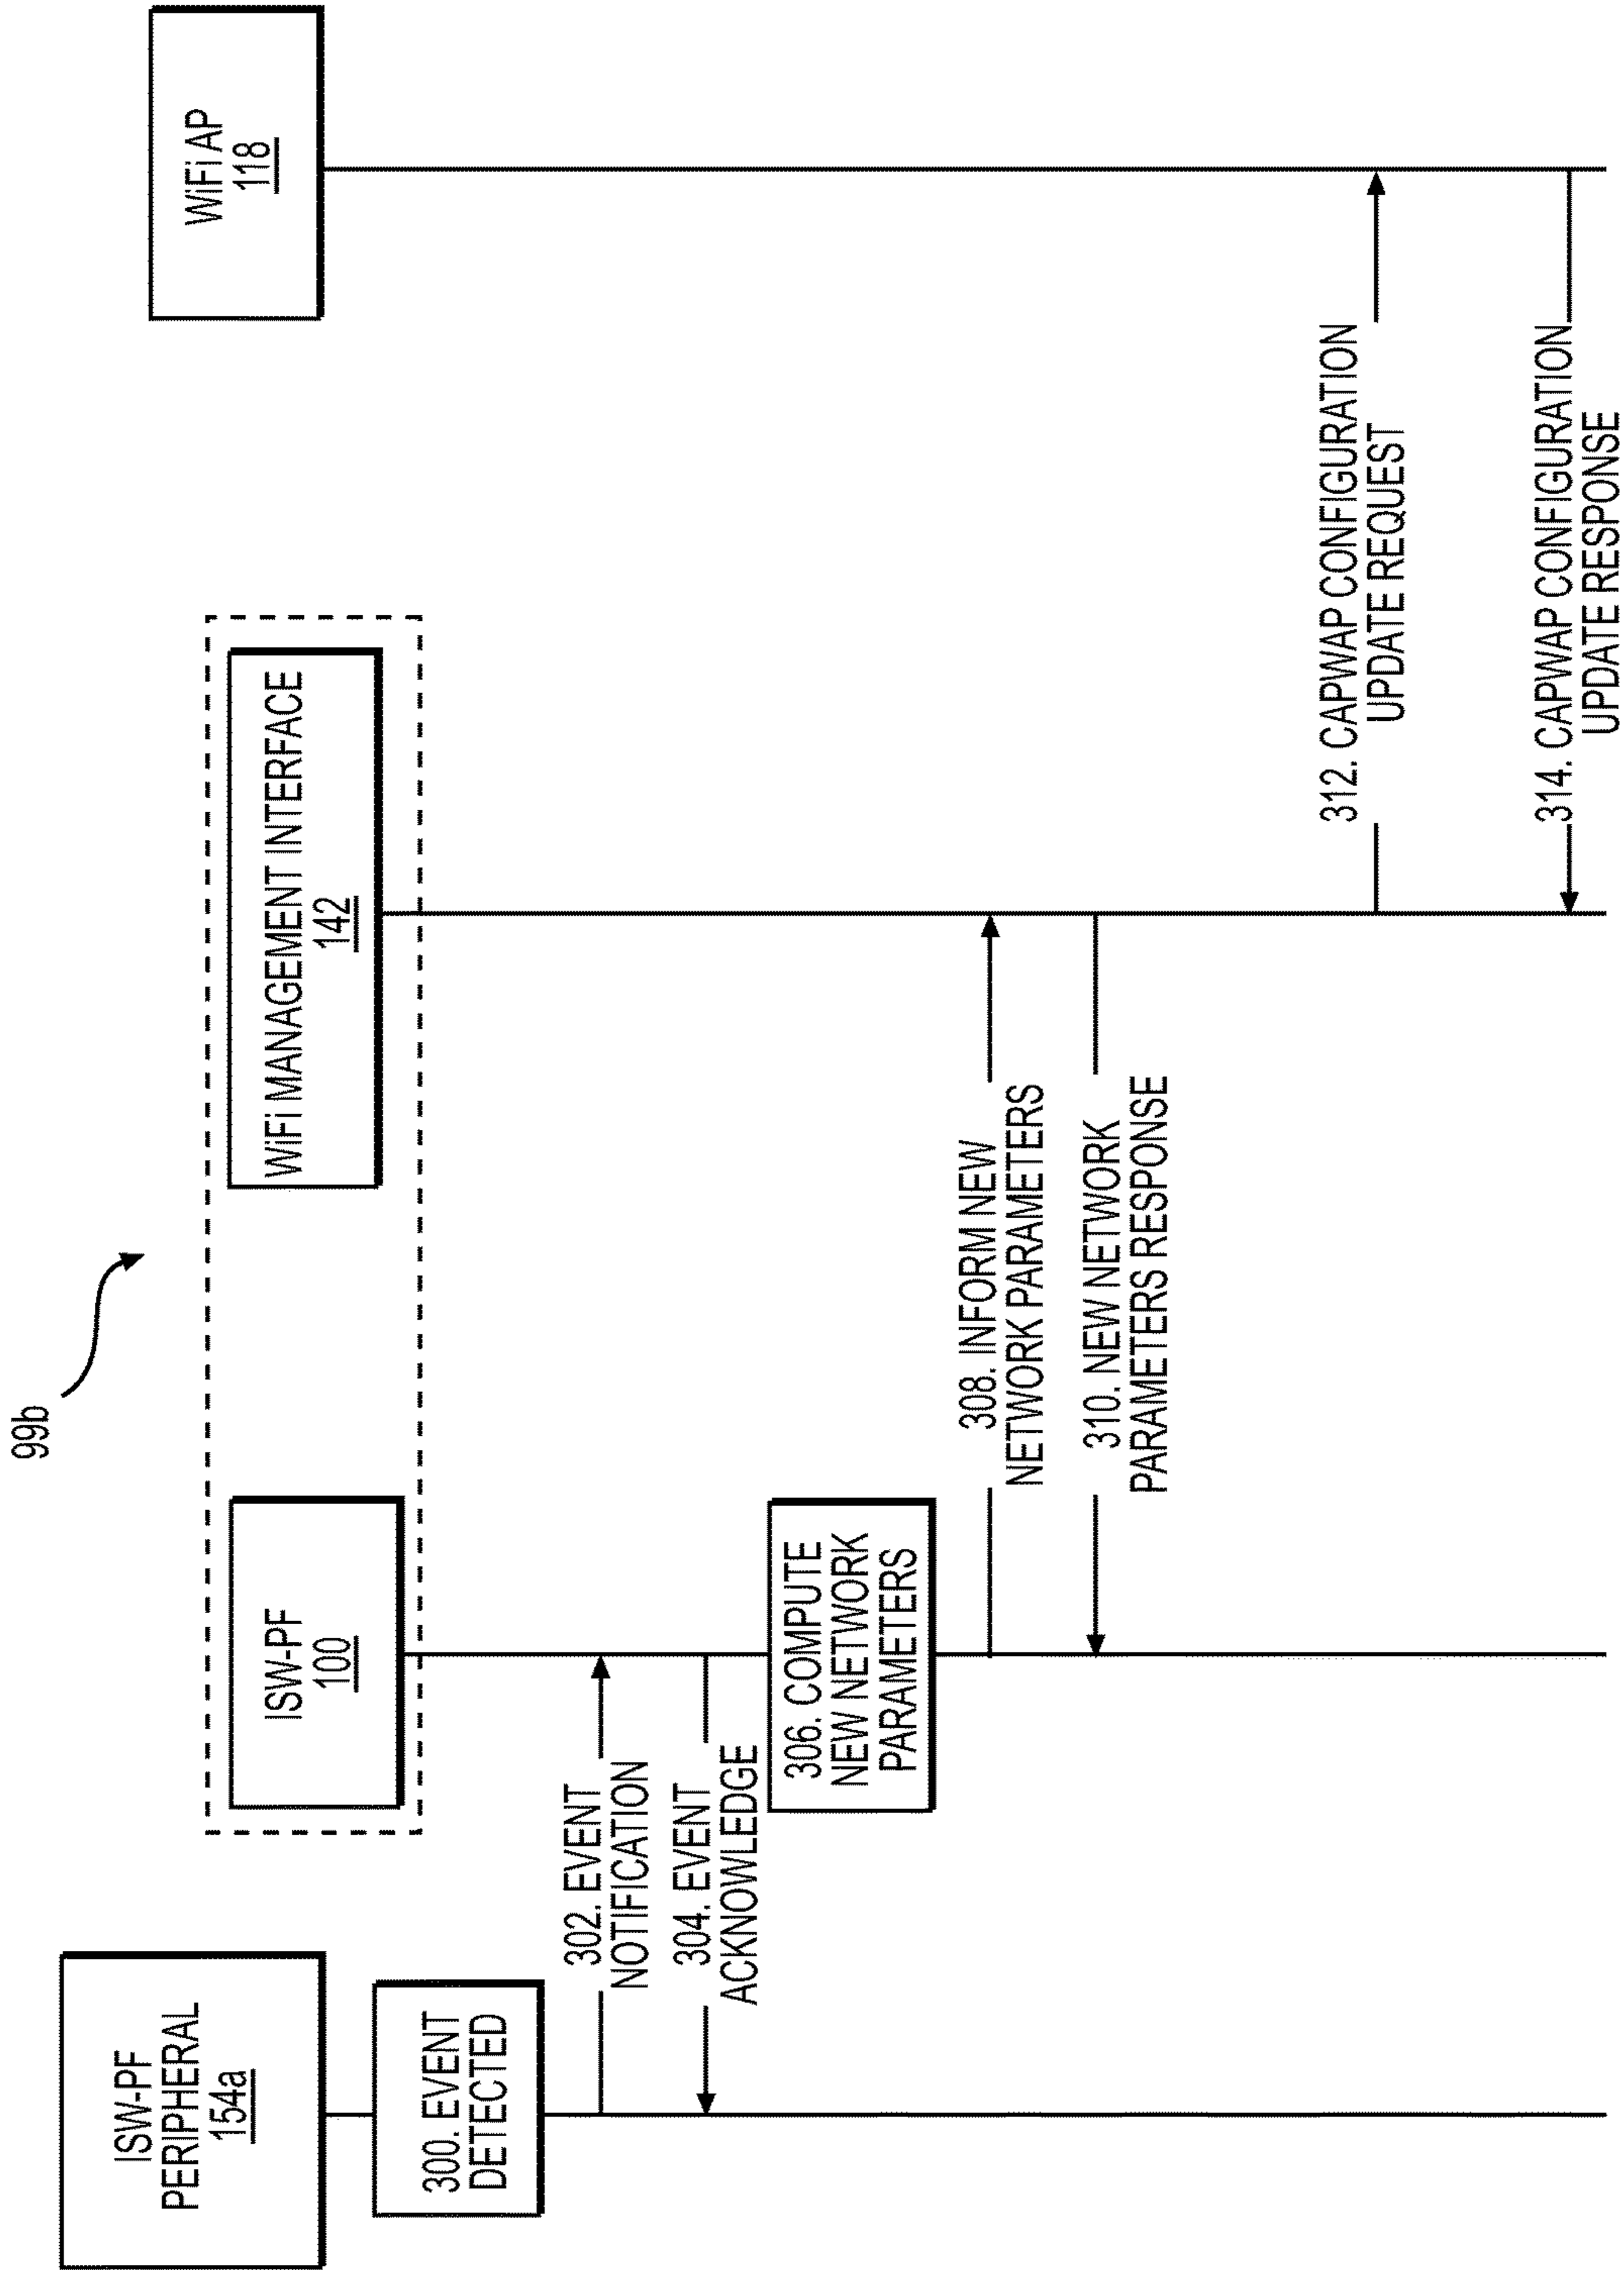 99b
ISW-PF
PERIPHERAL
154a
ISW-PF
100
WiFi MANAGEMENT INTERFACE
142
WiFi AP
118
300. EVENT
DETECTED
302. EVENT
NOTIFICATION
304. EVENT
ACKNOWLEDGE
306. COMPUTE
NEW NETWORK
PARAMETERS
308. INFORM NEW
NETWORK PARAMETERS
310. NEW NETWORK
PARAMETERS RESPONSE
312. CAPWAP CONFIGURATION
UPDATE REQUEST
314. CAPWAP CONFIGURATION
UPDATE RESPONSE